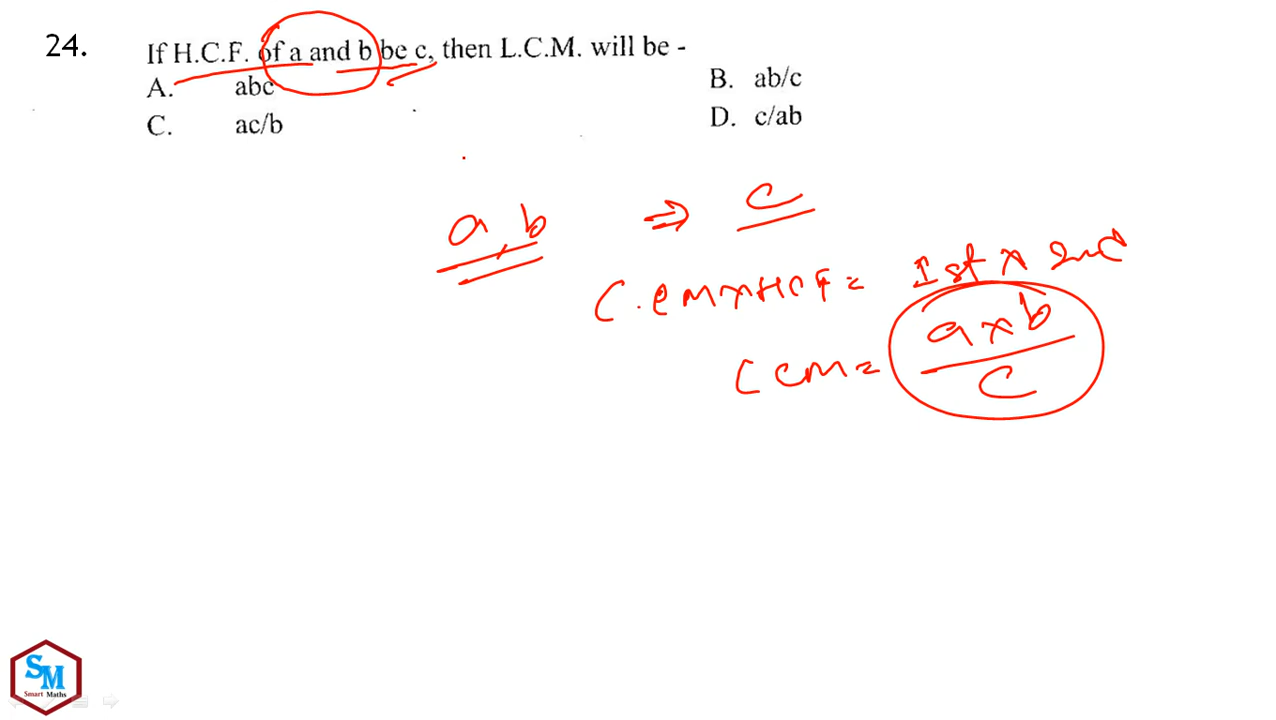 24. If H.C.F. of a and b be c, then L.C.M. will be -
A. abc B. ab/c
C. ac/b D. c/ab
a, b ⇒ c
L.CM×HCF = 1st × 2nd
LCM = a×b
c
SM
Smart Maths